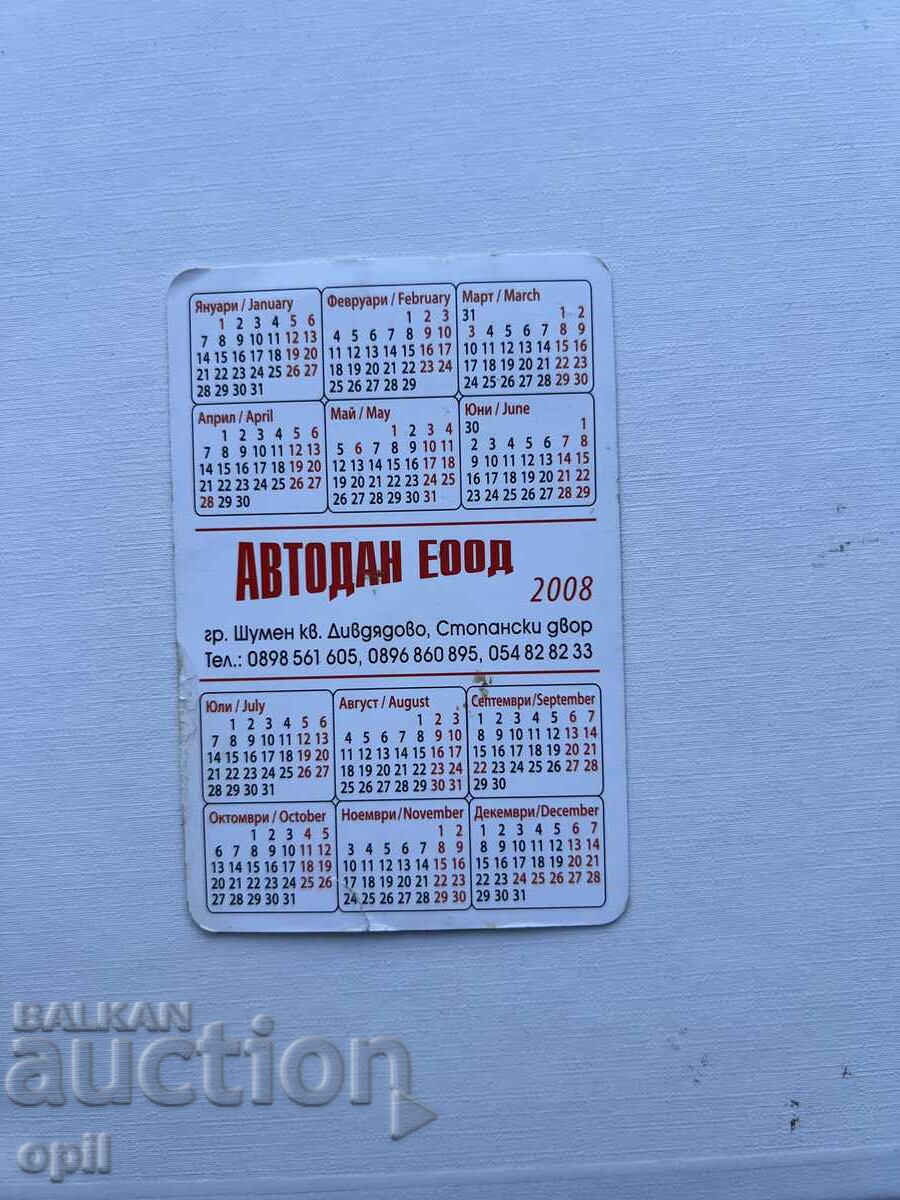 Януари / January
1 2 3 4 5 6
7 8 9 10 11 12 13
14 15 16 17 18 19 20
21 22 23 24 25 26 27
28 29 30 31
Февруари / February
1 2 3
4 5 6 7 8 9 10
11 12 13 14 15 16 17
18 19 20 21 22 23 24
25 26 27 28 29
Март / March
31 1 2
3 4 5 6 7 8 9
10 11 12 13 14 15 16
17 18 19 20 21 22 23
24 25 26 27 28 29 30
Април / April
1 2 3 4 5 6
7 8 9 10 11 12 13
14 15 16 17 18 19 20
21 22 23 24 25 26 27
28 29 30
Май / May
1 2 3 4
5 6 7 8 9 10 11
12 13 14 15 16 17 18
19 20 21 22 23 24 25
26 27 28 29 30 31
Юни / June
30 1
2 3 4 5 6 7 8
9 10 11 12 13 14 15
16 17 18 19 20 21 22
23 24 25 26 27 28 29
АВТОДАН ЕООД
2008
гр. Шумен кв. Дивдядово, Стопански двор
Тел.: 0898 561 605, 0896 860 895, 054 82 82 33
Юли / July
1 2 3 4 5 6
7 8 9 10 11 12 13
14 15 16 17 18 19 20
21 22 23 24 25 26 27
28 29 30 31
Август / August
1 2 3
4 5 6 7 8 9 10
11 12 13 14 15 16 17
18 19 20 21 22 23 24
25 26 27 28 29 30 31
Септември/September
1 2 3 4 5 6 7
8 9 10 11 12 13 14
15 16 17 18 19 20 21
22 23 24 25 26 27 28
29 30
Октомври / October
1 2 3 4 5
6 7 8 9 10 11 12
13 14 15 16 17 18 19
20 21 22 23 24 25 26
27 28 29 30 31
Ноември/November
1 2
3 4 5 6 7 8 9
10 11 12 13 14 15 16
17 18 19 20 21 22 23
24 25 26 27 28 29 30
Декември/December
1 2 3 4 5 6 7
8 9 10 11 12 13 14
15 16 17 18 19 20 21
22 23 24 25 26 27 28
29 30 31
BALKAN
auction
opil